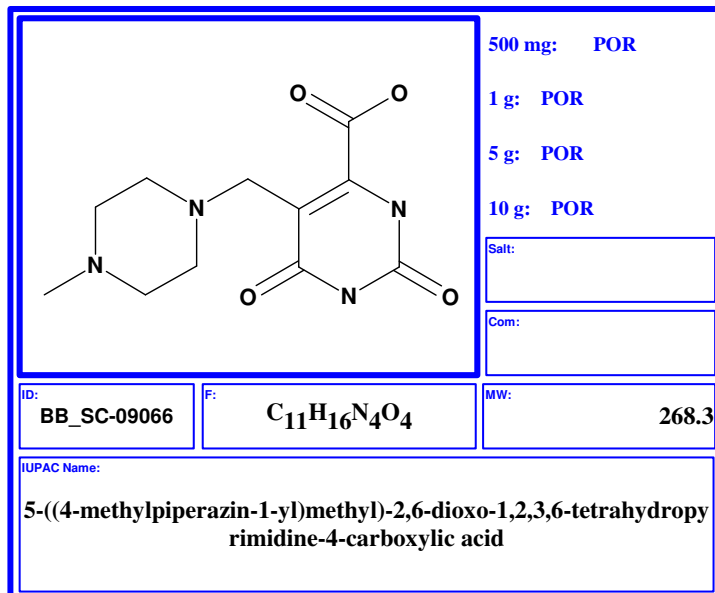 500 mg: POR
1 g: POR
5 g: POR
10 g: POR
O
O
N
N
N
O
N
O
Salt:
Com:
ID:
BB_SC-09066
F:
C11H16N4O4
MW:
268.3
IUPAC Name:
5-((4-methylpiperazin-1-yl)methyl)-2,6-dioxo-1,2,3,6-tetrahydropy
rimidine-4-carboxylic acid